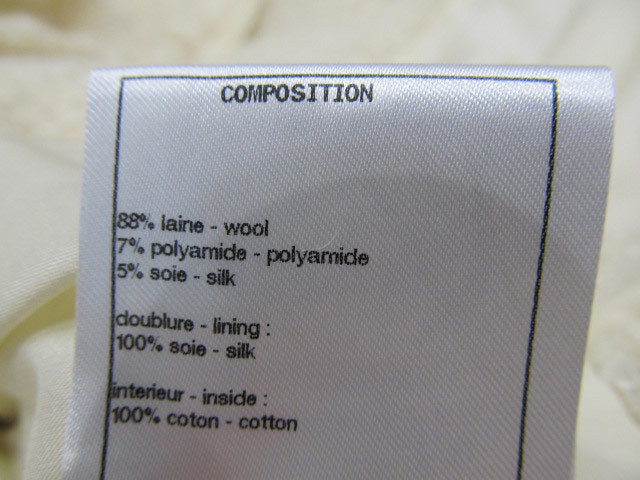 COMPOSITION
88% laine - wool
7% polyamide - polyamide
5% soie - silk
doublure - lining :
100% soie - silk
interieur - inside :
100% coton - cotton